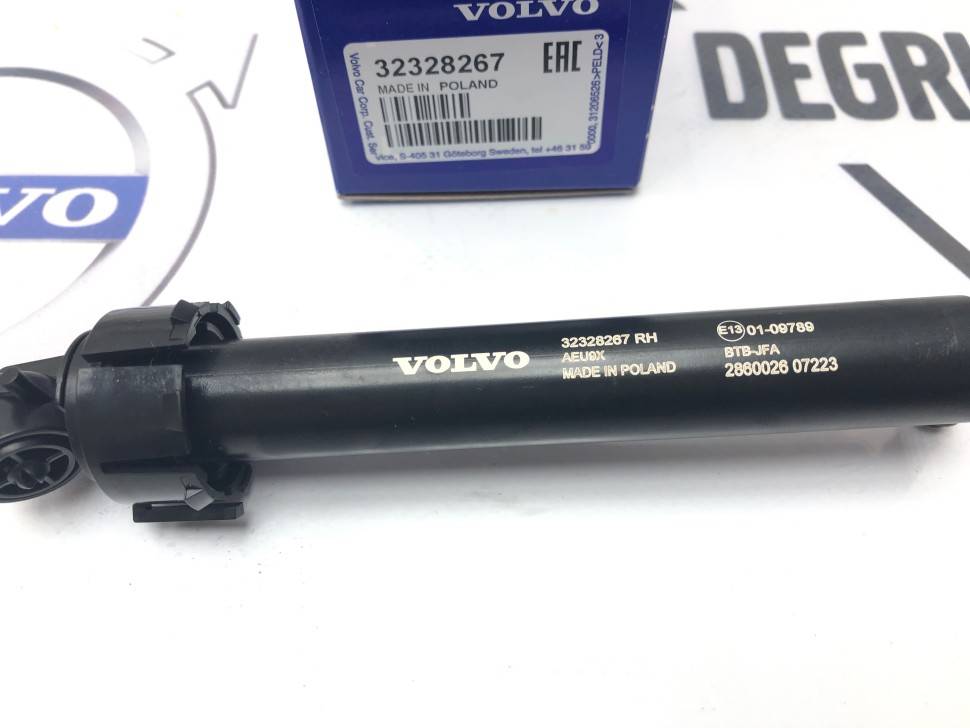 VOLVO
32328267 EAC
MADE IN POLAND
Volvo Car Corp. Cust. Service, S-405 31 Göteborg Sweden, tel +46 31 59
0000, 31206526>PELD<3
DEGR
VO
VOLVO
32328267 RH
AEU9X
MADE IN POLAND
E13 01-09789
BTB-JFA
2860026 07223